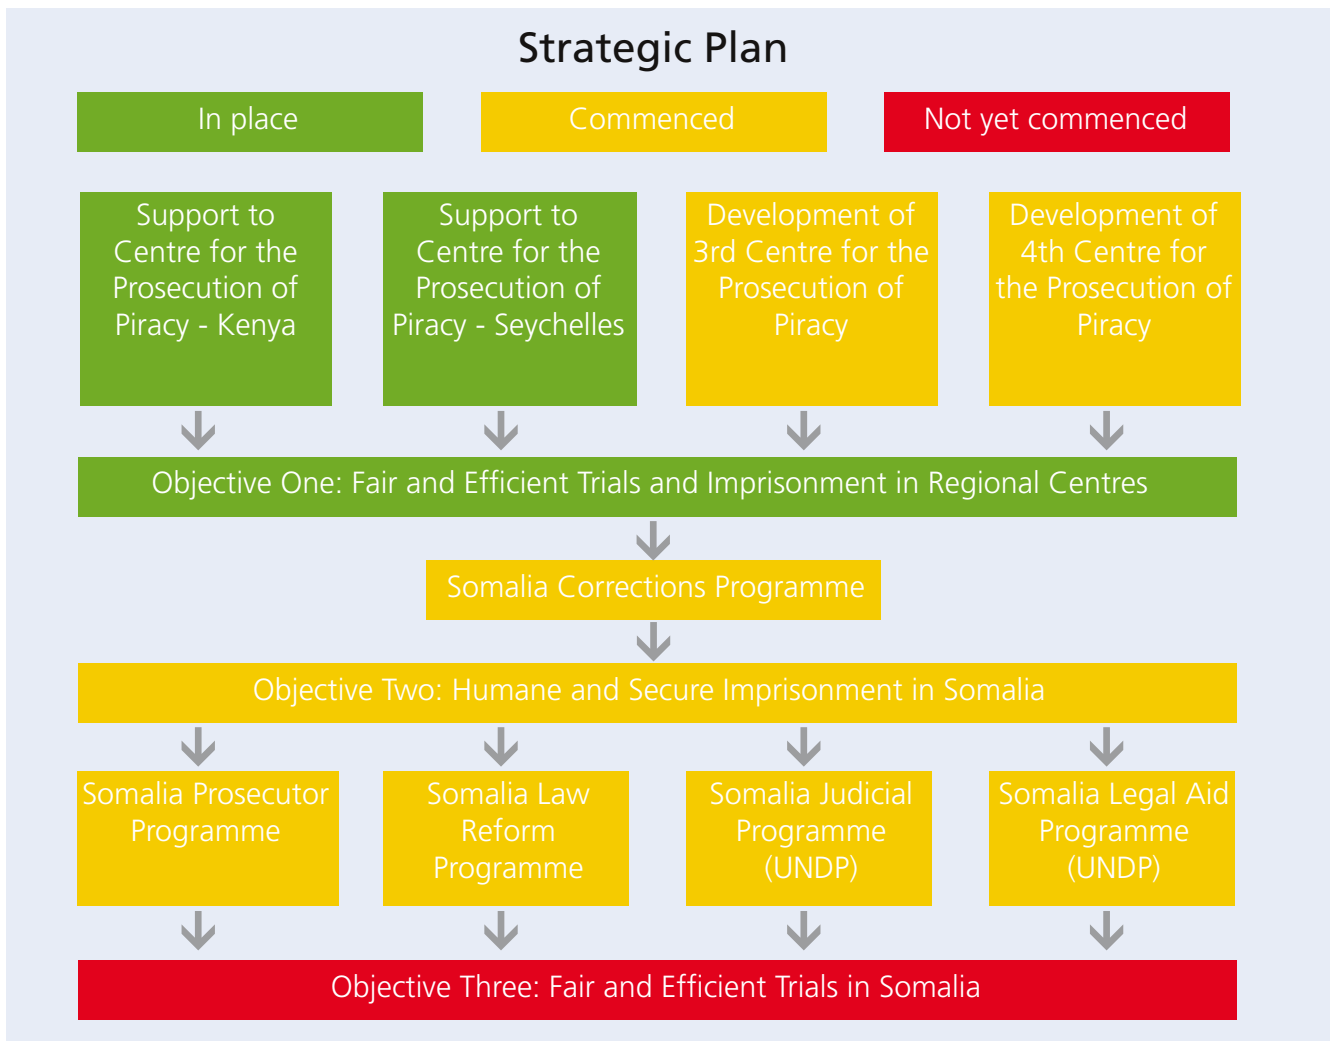 Strategic Plan
In place
Commenced
Not yet commenced
Support to
Centre for the
Prosecution of
Piracy - Kenya
Support to
Centre for the
Prosecution of
Piracy - Seychelles
Development of
3rd Centre for the
Prosecution of
Piracy
Development of
4th Centre for
the Prosecution of
Piracy
Objective One: Fair and Efficient Trials and Imprisonment in Regional Centres
Somalia Corrections Programme
Objective Two: Humane and Secure Imprisonment in Somalia
Somalia Prosecutor
Programme
Somalia Law
Reform
Programme
Somalia Judicial
Programme
(UNDP)
Somalia Legal Aid
Programme
(UNDP)
Objective Three: Fair and Efficient Trials in Somalia